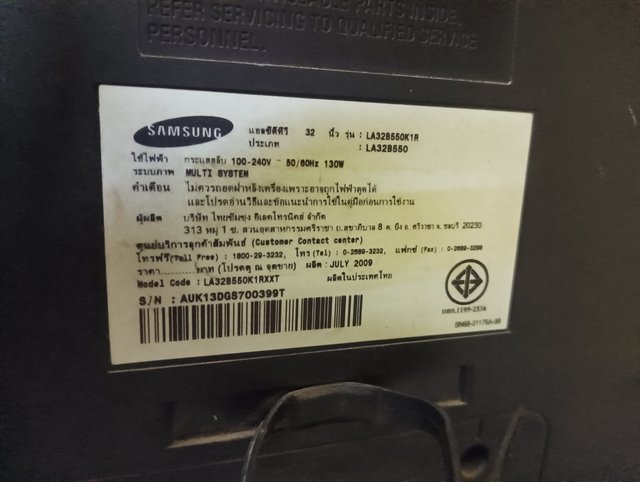 PARTS INSIDE.
REFER SERVICING TO QUALIFIED SERVICE
PERSONNEL.
SAMSUNG
แอลซีดีทีวี 32 นิ้ว รุ่น : LA32B550K1R
ประเภท : LA32B550
ใช้ไฟฟ้า กระแสสลับ 100-240V~ 50/60Hz 130W
ระบบภาพ MULTI SYSTEM
คำเตือน ไม่ควรถอดฝาหลังเครื่องเพราะอาจถูกไฟฟ้าดูดได้
และโปรดอ่านวิธีและข้อแนะนำการใช้ในคู่มือก่อนการใช้งาน
ผู้ผลิต บริษัท ไทยซัมซุง อิเลคโทรนิคส์ จำกัด
313 หมู่ 1 ซ. สวนอุตสาหกรรมศรีราชา ถ.สุขาภิบาล 8 ต. บึง อ. ศรีราชา จ. ชลบุรี 20230
ศูนย์บริการลูกค้าสัมพันธ์ (Customer Contact center)
โทรฟรี(Toll Free) : 1800-29-3232, โทร (Tel) : 0-2689-3232, แฟกซ์ (Fax) : 0-2689-3298
ราคา.............บาท (โปรดดู ณ จุดขาย) ผลิต : JULY 2009
Model Code : LA32B550K1RXXT ผลิตในประเทศไทย
S/N : AUK13DGS700399T
มอก.1195-2536
BN68-01176A-00